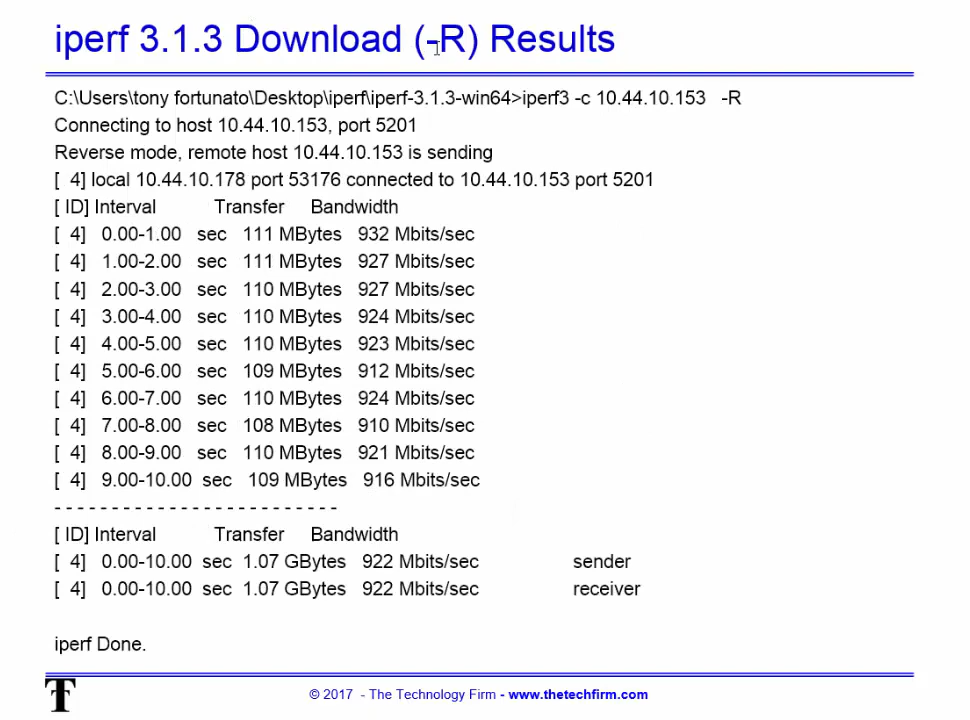 iperf 3.1.3 Download (-R) Results
C:\Users\tony fortunato\Desktop\iperf\iperf-3.1.3-win64>iperf3 -c 10.44.10.153 -R
Connecting to host 10.44.10.153, port 5201
Reverse mode, remote host 10.44.10.153 is sending
[ 4] local 10.44.10.178 port 53176 connected to 10.44.10.153 port 5201
[ ID] Interval Transfer Bandwidth
[ 4] 0.00-1.00 sec 111 MBytes 932 Mbits/sec
[ 4] 1.00-2.00 sec 111 MBytes 927 Mbits/sec
[ 4] 2.00-3.00 sec 110 MBytes 927 Mbits/sec
[ 4] 3.00-4.00 sec 110 MBytes 924 Mbits/sec
[ 4] 4.00-5.00 sec 110 MBytes 923 Mbits/sec
[ 4] 5.00-6.00 sec 109 MBytes 912 Mbits/sec
[ 4] 6.00-7.00 sec 110 MBytes 924 Mbits/sec
[ 4] 7.00-8.00 sec 108 MBytes 910 Mbits/sec
[ 4] 8.00-9.00 sec 110 MBytes 921 Mbits/sec
[ 4] 9.00-10.00 sec 109 MBytes 916 Mbits/sec
- - - - - - - - - - - - - - - - - - - - - - - - -
[ ID] Interval Transfer Bandwidth
[ 4] 0.00-10.00 sec 1.07 GBytes 922 Mbits/sec sender
[ 4] 0.00-10.00 sec 1.07 GBytes 922 Mbits/sec receiver
iperf Done.
T
© 2017 - The Technology Firm - www.thetechfirm.com